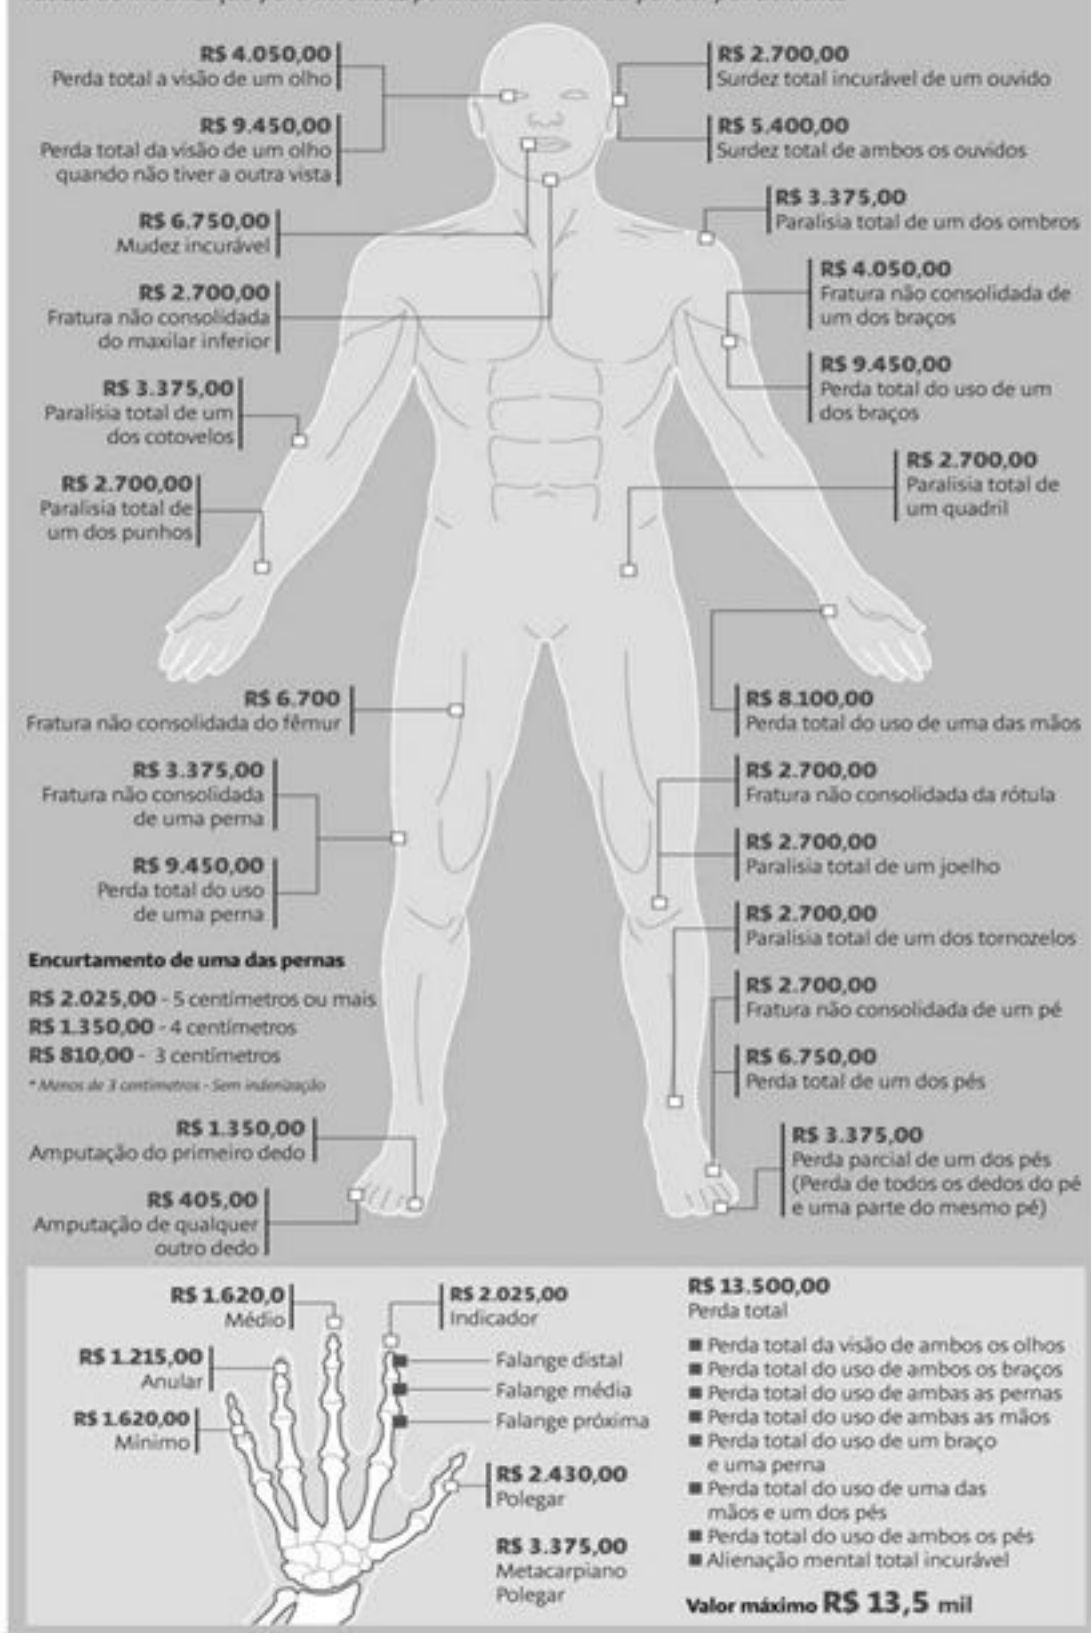 R$ 4.050,00
Perda total a visão de um olho
R$ 9.450,00
Perda total da visão de um olho
quando não tiver a outra vista
R$ 6.750,00
Mudez incurável
R$ 2.700,00
Fratura não consolidada
do maxilar inferior
R$ 3.375,00
Paralisia total de um
dos cotovelos
R$ 2.700,00
Paralisia total de
um dos punhos
R$ 2.700,00
Surdez total incurável de um ouvido
R$ 5.400,00
Surdez total de ambos os ouvidos
R$ 3.375,00
Paralisia total de um dos ombros
R$ 4.050,00
Fratura não consolidada de
um dos braços
R$ 9.450,00
Perda total do uso de um
dos braços
R$ 2.700,00
Paralisia total de
um quadril
R$ 6.700
Fratura não consolidada do fêmur
R$ 3.375,00
Fratura não consolidada
de uma perna
R$ 9.450,00
Perda total do uso
de uma perna
Encurtamento de uma das pernas
R$ 2.025,00 - 5 centímetros ou mais
R$ 1.350,00 - 4 centímetros
R$ 810,00 - 3 centímetros
* Menos de 3 centímetros - Sem indenização
R$ 1.350,00
Amputação do primeiro dedo
R$ 405,00
Amputação de qualquer
outro dedo
R$ 8.100,00
Perda total do uso de uma das mãos
R$ 2.700,00
Fratura não consolidada da rótula
R$ 2.700,00
Paralisia total de um joelho
R$ 2.700,00
Paralisia total de um dos tornozelos
R$ 2.700,00
Fratura não consolidada de um pé
R$ 6.750,00
Perda total de um dos pés
R$ 3.375,00
Perda parcial de um dos pés
(Perda de todos os dedos do pé
e uma parte do mesmo pé)
R$ 1.620,0
Médio
R$ 1.215,00
Anular
R$ 1.620,00
Mínimo
R$ 2.025,00
Indicador
Falange distal
Falange média
Falange próxima
R$ 2.430,00
Polegar
R$ 3.375,00
Metacarpiano
Polegar
R$ 13.500,00
Perda total
Perda total da visão de ambos os olhos
Perda total do uso de ambos os braços
Perda total do uso de ambas as pernas
Perda total do uso de ambas as mãos
Perda total do uso de um braço
e uma perna
Perda total do uso de uma das
mãos e um dos pés
Perda total do uso de ambos os pés
Alienação mental total incurável
Valor máximo R$ 13,5 mil